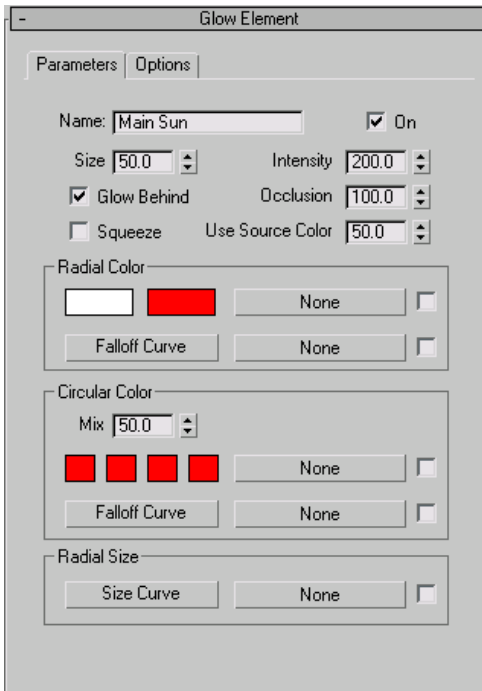 - Glow Element
Parameters Options
Name: Main Sun On
Size 50.0 Intensity 200.0
Glow Behind Occlusion 100.0
Squeeze Use Source Color 50.0
Radial Color
None
Falloff Curve None
Circular Color
Mix 50.0
None
Falloff Curve None
Radial Size
Size Curve None